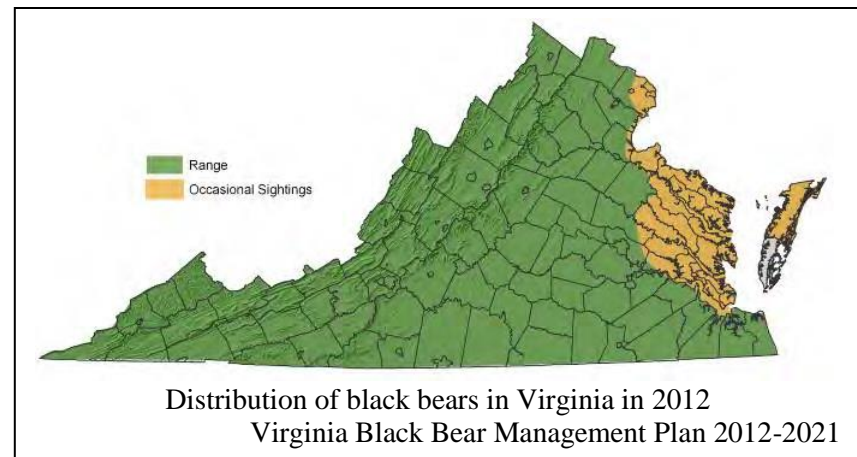 Range
Occasional Sightings
Distribution of black bears in Virginia in 2012
Virginia Black Bear Management Plan 2012-2021